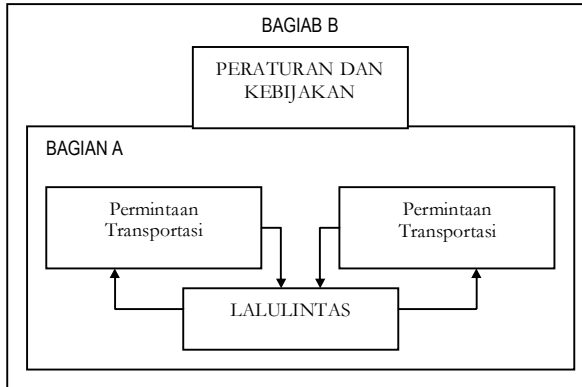 BAGIAB B
PERATURAN DAN
KEBIJAKAN
BAGIAN A
Permintaan
Transportasi
Permintaan
Transportasi
LALULINTAS